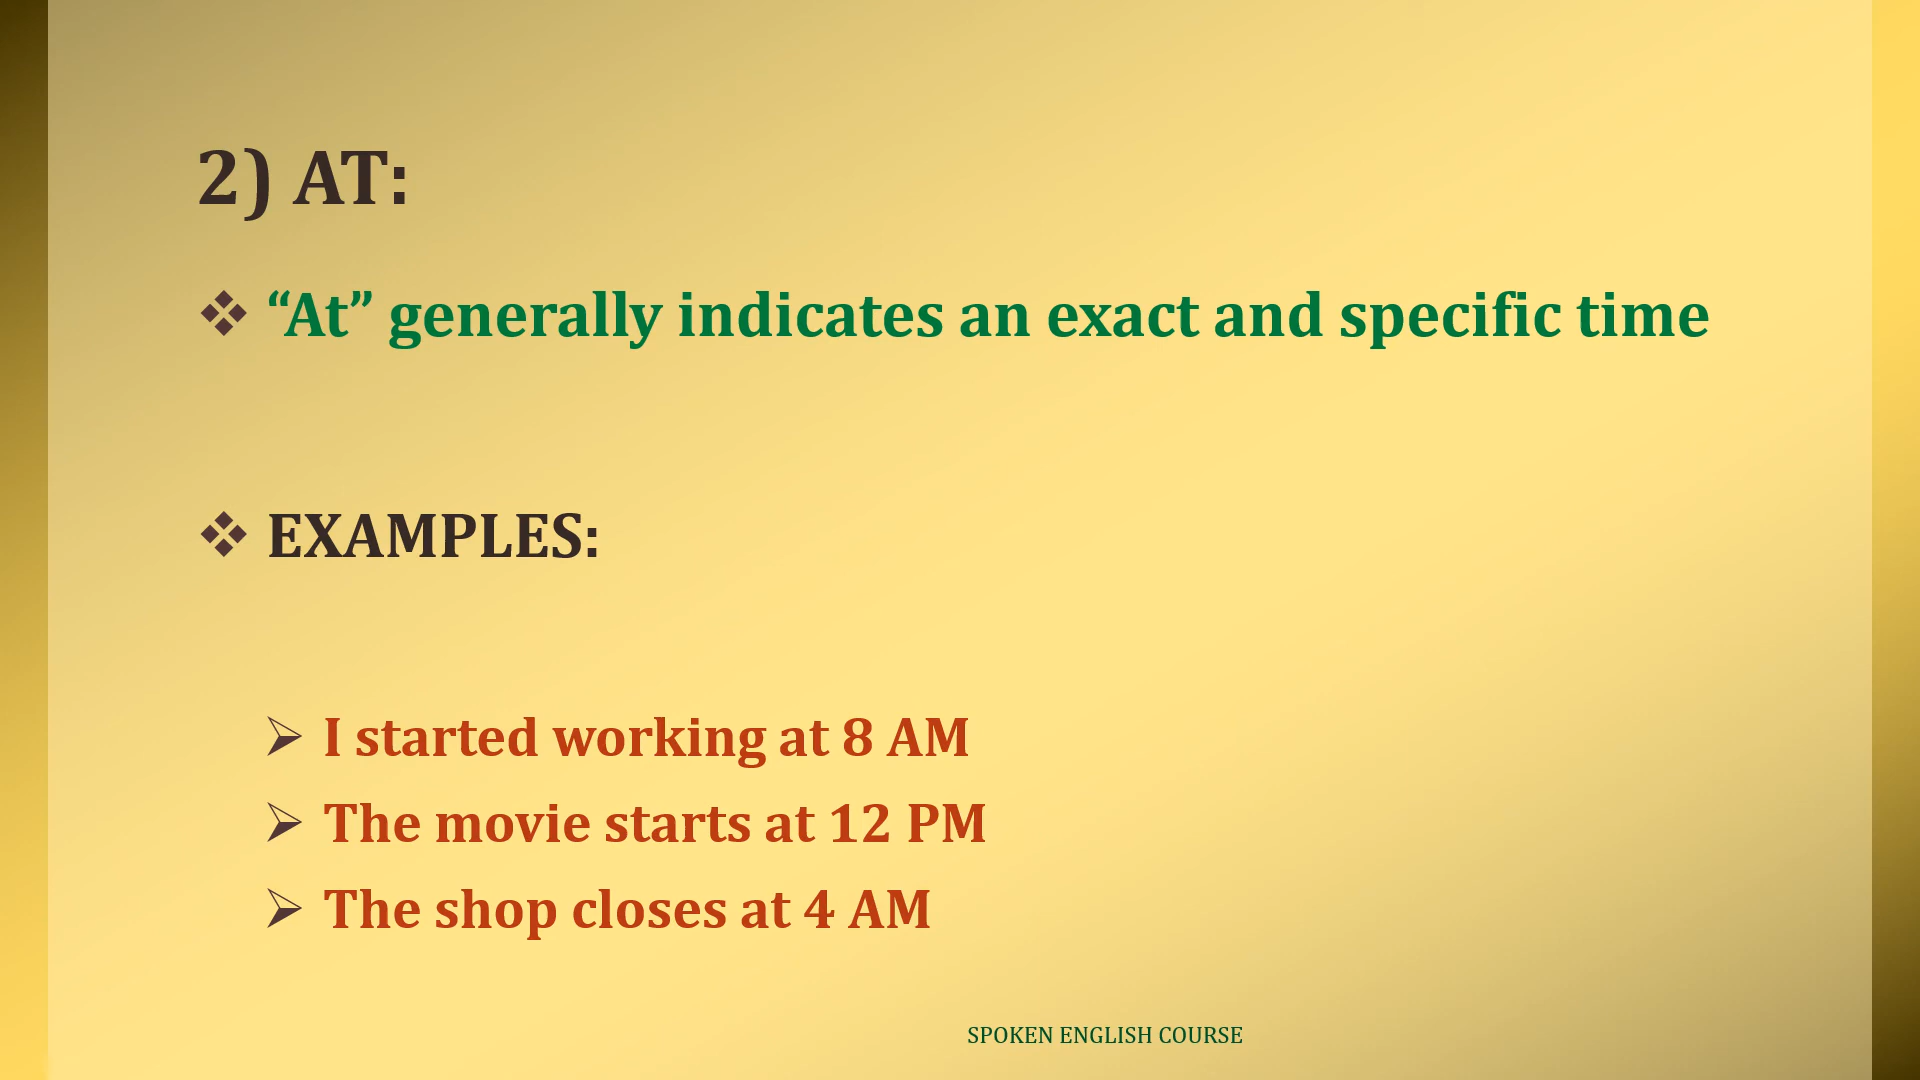 2) AT:
“At” generally indicates an exact and specific time
EXAMPLES:
I started working at 8 AM
The movie starts at 12 PM
The shop closes at 4 AM
SPOKEN ENGLISH COURSE